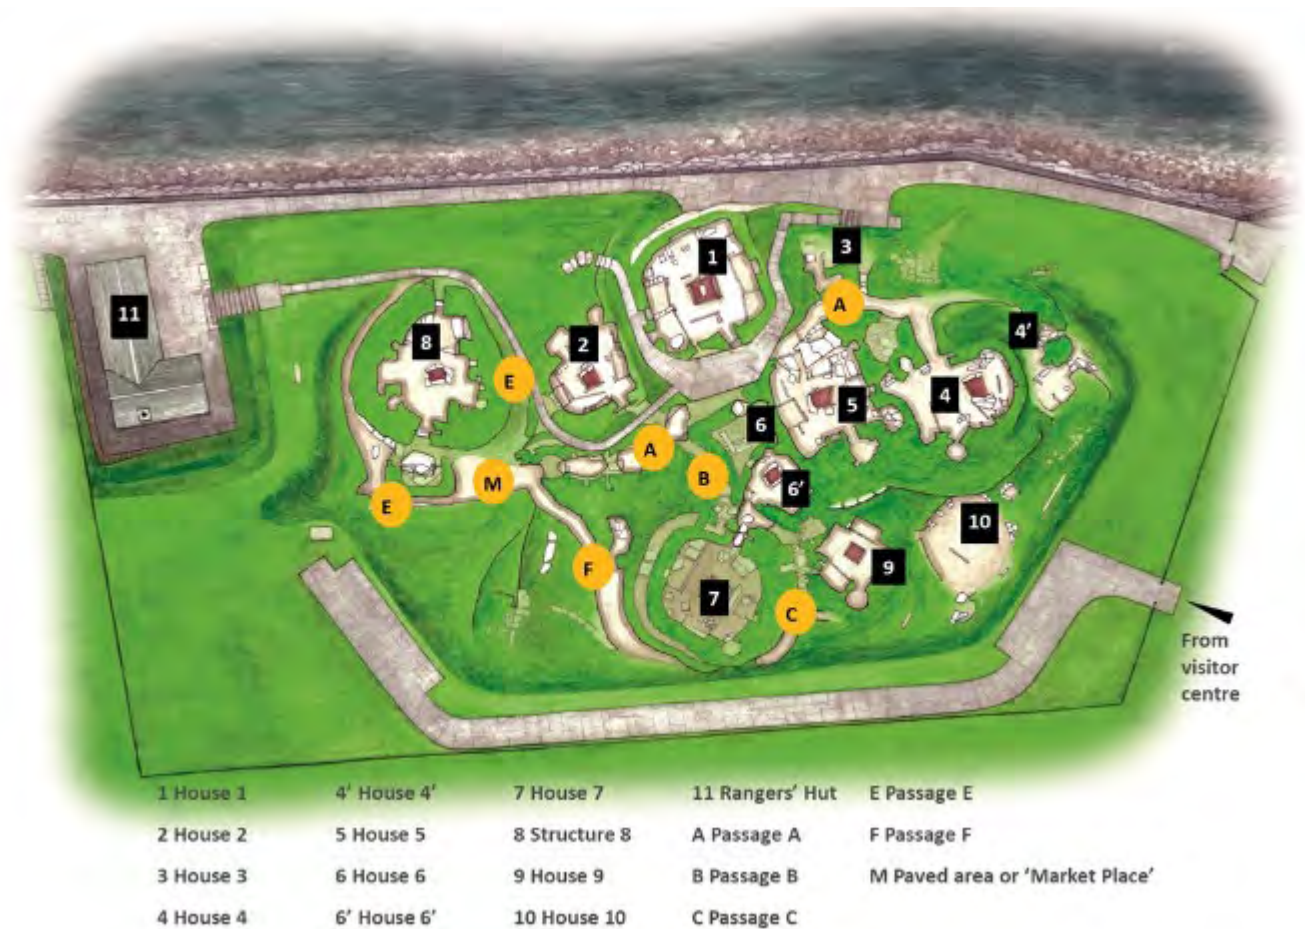 1
3
11
A
4'
8
2
E
4
5
6
A
B
M
6'
E
10
F
9
7
C
From
visitor
centre
1 House 1 4’ House 4’ 7 House 7 11 Rangers’ Hut E Passage E
2 House 2 5 House 5 8 Structure 8 A Passage A F Passage F
3 House 3 6 House 6 9 House 9 B Passage B M Paved area or ‘Market Place’
4 House 4 6’ House 6’ 10 House 10 C Passage C